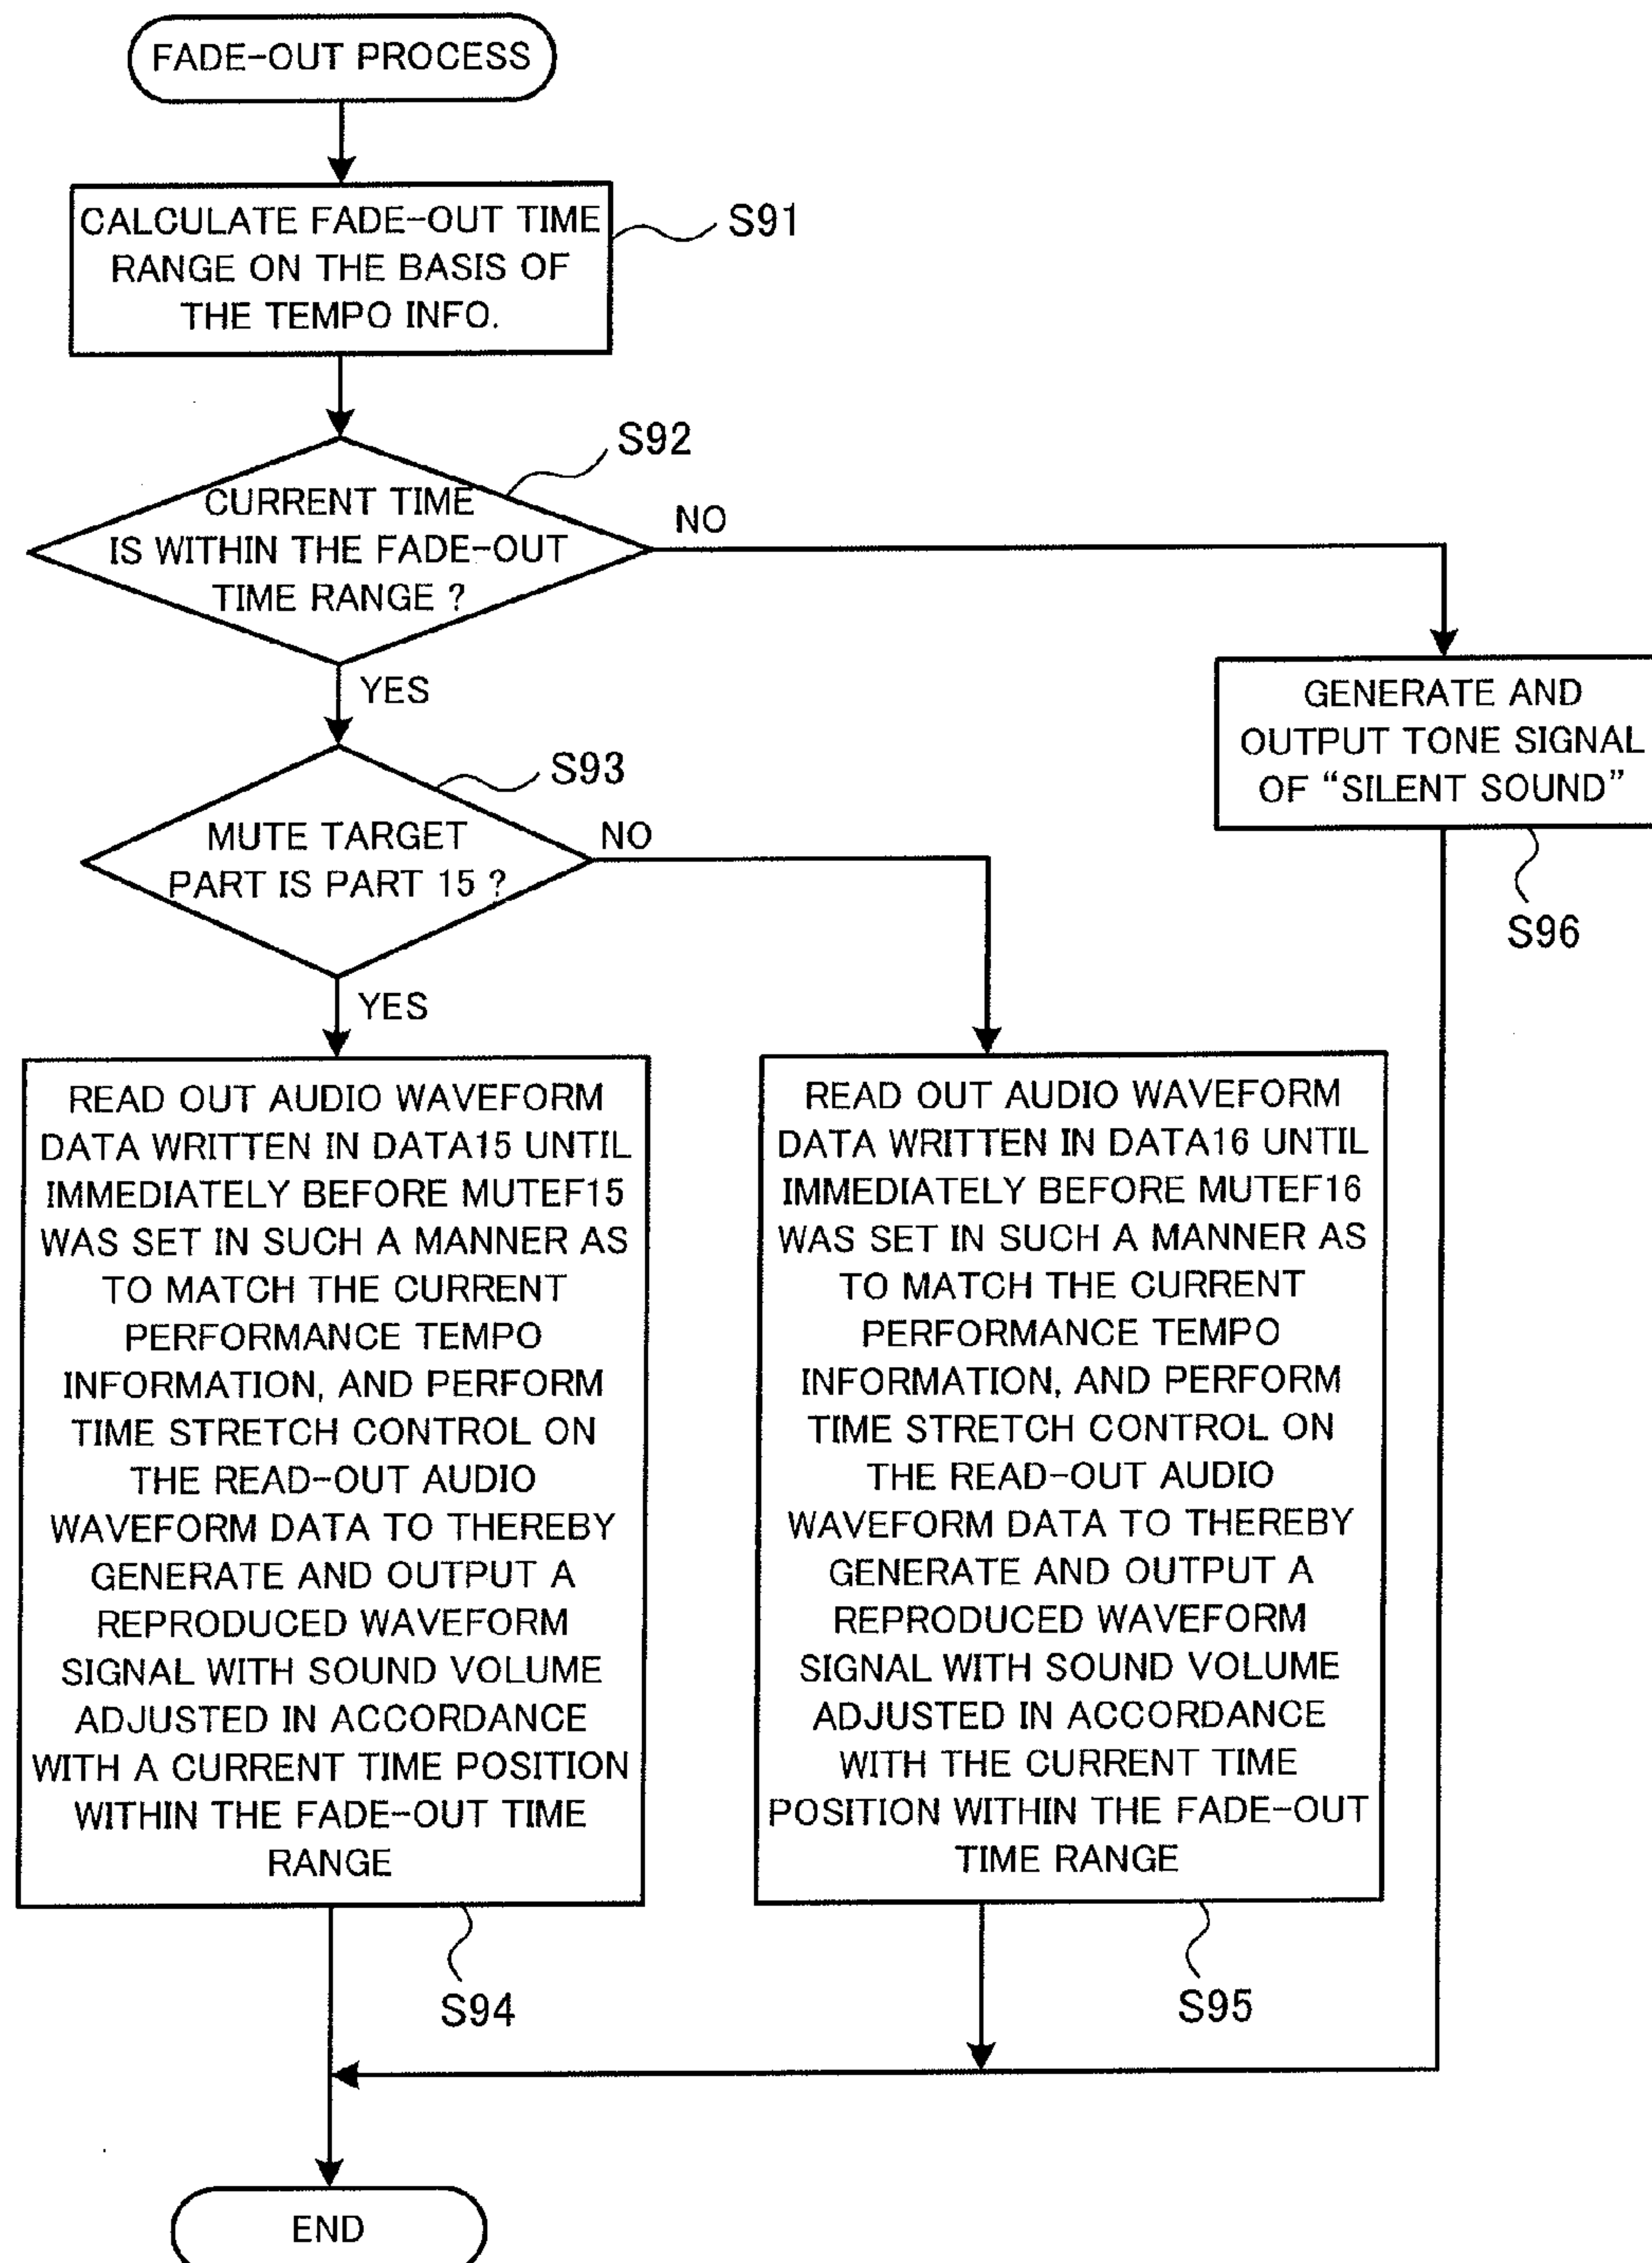 FADE-OUT PROCESS
CALCULATE FADE-OUT TIME
RANGE ON THE BASIS OF
THE TEMPO INFO.
S91
S92
CURRENT TIME
IS WITHIN THE FADE-OUT
TIME RANGE ?
NO
YES
GENERATE AND
OUTPUT TONE SIGNAL
OF “SILENT SOUND”
S96
S93
MUTE TARGET
PART IS PART 15 ?
NO
YES
READ OUT AUDIO WAVEFORM
DATA WRITTEN IN DATA15 UNTIL
IMMEDIATELY BEFORE MUTEF15
WAS SET IN SUCH A MANNER AS
TO MATCH THE CURRENT
PERFORMANCE TEMPO
INFORMATION, AND PERFORM
TIME STRETCH CONTROL ON
THE READ-OUT AUDIO
WAVEFORM DATA TO THEREBY
GENERATE AND OUTPUT A
REPRODUCED WAVEFORM
SIGNAL WITH SOUND VOLUME
ADJUSTED IN ACCORDANCE
WITH A CURRENT TIME POSITION
WITHIN THE FADE-OUT TIME
RANGE
S94
READ OUT AUDIO WAVEFORM
DATA WRITTEN IN DATA16 UNTIL
IMMEDIATELY BEFORE MUTEF16
WAS SET IN SUCH A MANNER AS
TO MATCH THE CURRENT
PERFORMANCE TEMPO
INFORMATION, AND PERFORM
TIME STRETCH CONTROL ON
THE READ-OUT AUDIO
WAVEFORM DATA TO THEREBY
GENERATE AND OUTPUT A
REPRODUCED WAVEFORM
SIGNAL WITH SOUND VOLUME
ADJUSTED IN ACCORDANCE
WITH THE CURRENT TIME
POSITION WITHIN THE FADE-OUT
TIME RANGE
S95
END